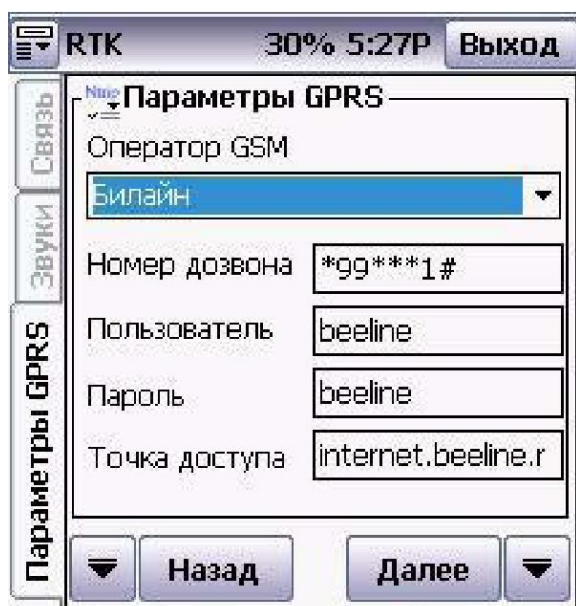 RTK 30% 5:27P Выход
Связь
Звуки
Параметры GPRS
Ntrip Параметры GPRS
Оператор GSM
Билайн
Номер дозвона *99***1#
Пользователь beeline
Пароль beeline
Точка доступа internet.beeline.r
Назад Далее